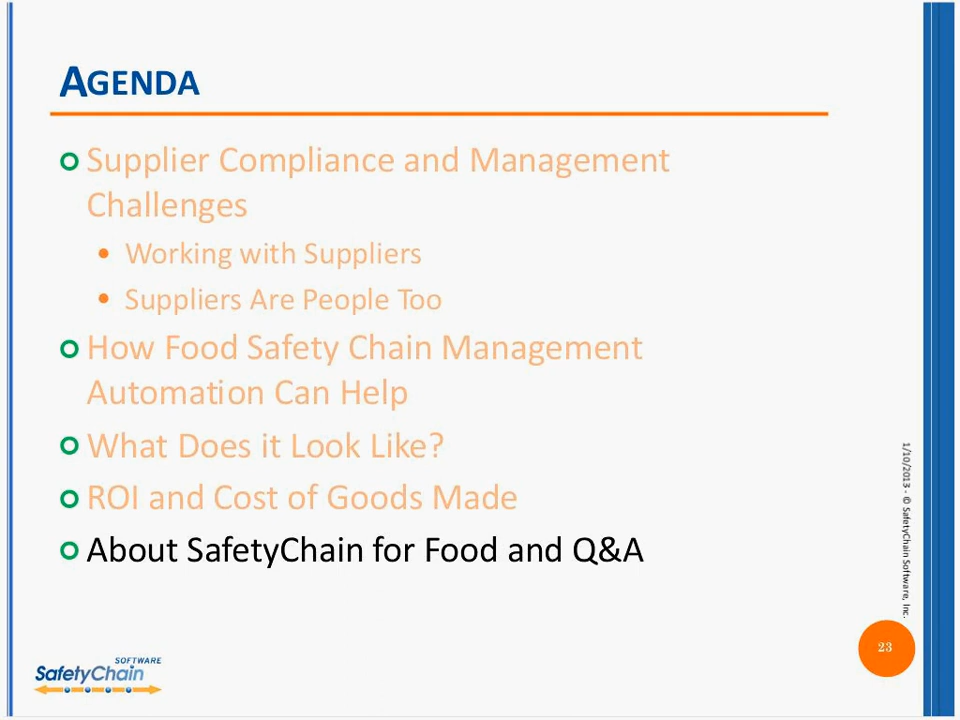 AGENDA
Supplier Compliance and Management
Challenges
Working with Suppliers
Suppliers Are People Too
How Food Safety Chain Management
Automation Can Help
What Does it Look Like?
ROI and Cost of Goods Made
About SafetyChain for Food and Q&A
1/10/2013 - © SafetyChain Software, Inc.
23
SOFTWARE
SafetyChain